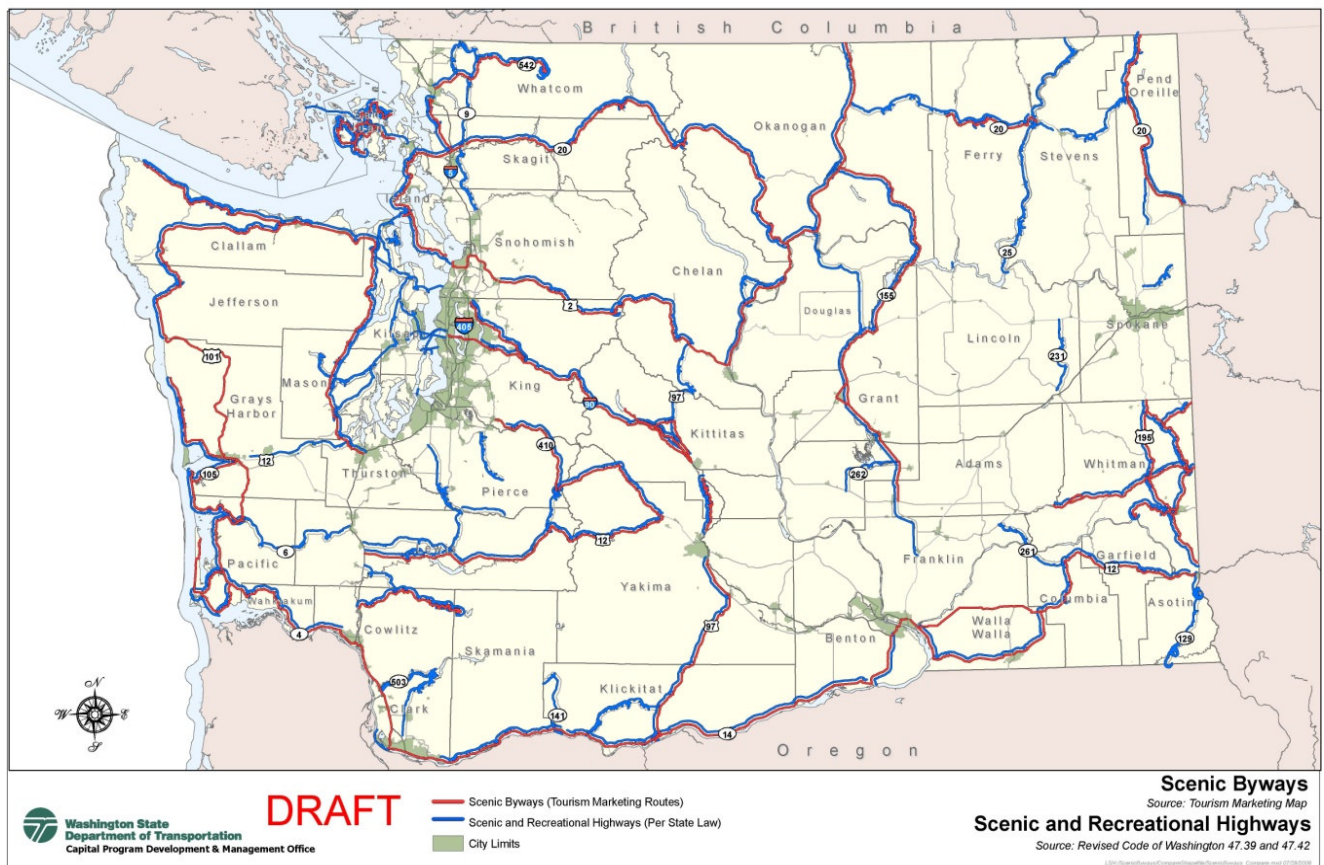 British Columbia
542
Whatcom
Pend
Oreille
9
Okanogan
20
20
20
Ferry
Stevens
Skagit
5
Island
Snohomish
Clallam
Chelan
25
Jefferson
2
155
Douglas
405
Lincoln
Spokane
231
101
Mason
King
Grays
Harbor
97
Grant
Kittitas
195
410
12
Adams
Whitman
105
Thurston
262
Pierce
12
6
Lewis
261
Garfield
Franklin
12
Pacific
Yakima
Columbia
Asotin
Wahkiakum
Cowlitz
4
97
Walla
Walla
Benton
129
Skamania
503
Klickitat
Clark
141
14
N
W E
S
Oregon
Washington State
Department of Transportation
Capital Program Development & Management Office
DRAFT
Scenic Byways (Tourism Marketing Routes)
Scenic and Recreational Highways (Per State Law)
City Limits
Scenic Byways
Source: Tourism Marketing Map
Scenic and Recreational Highways
Source: Revised Code of Washington 47.39 and 47.42